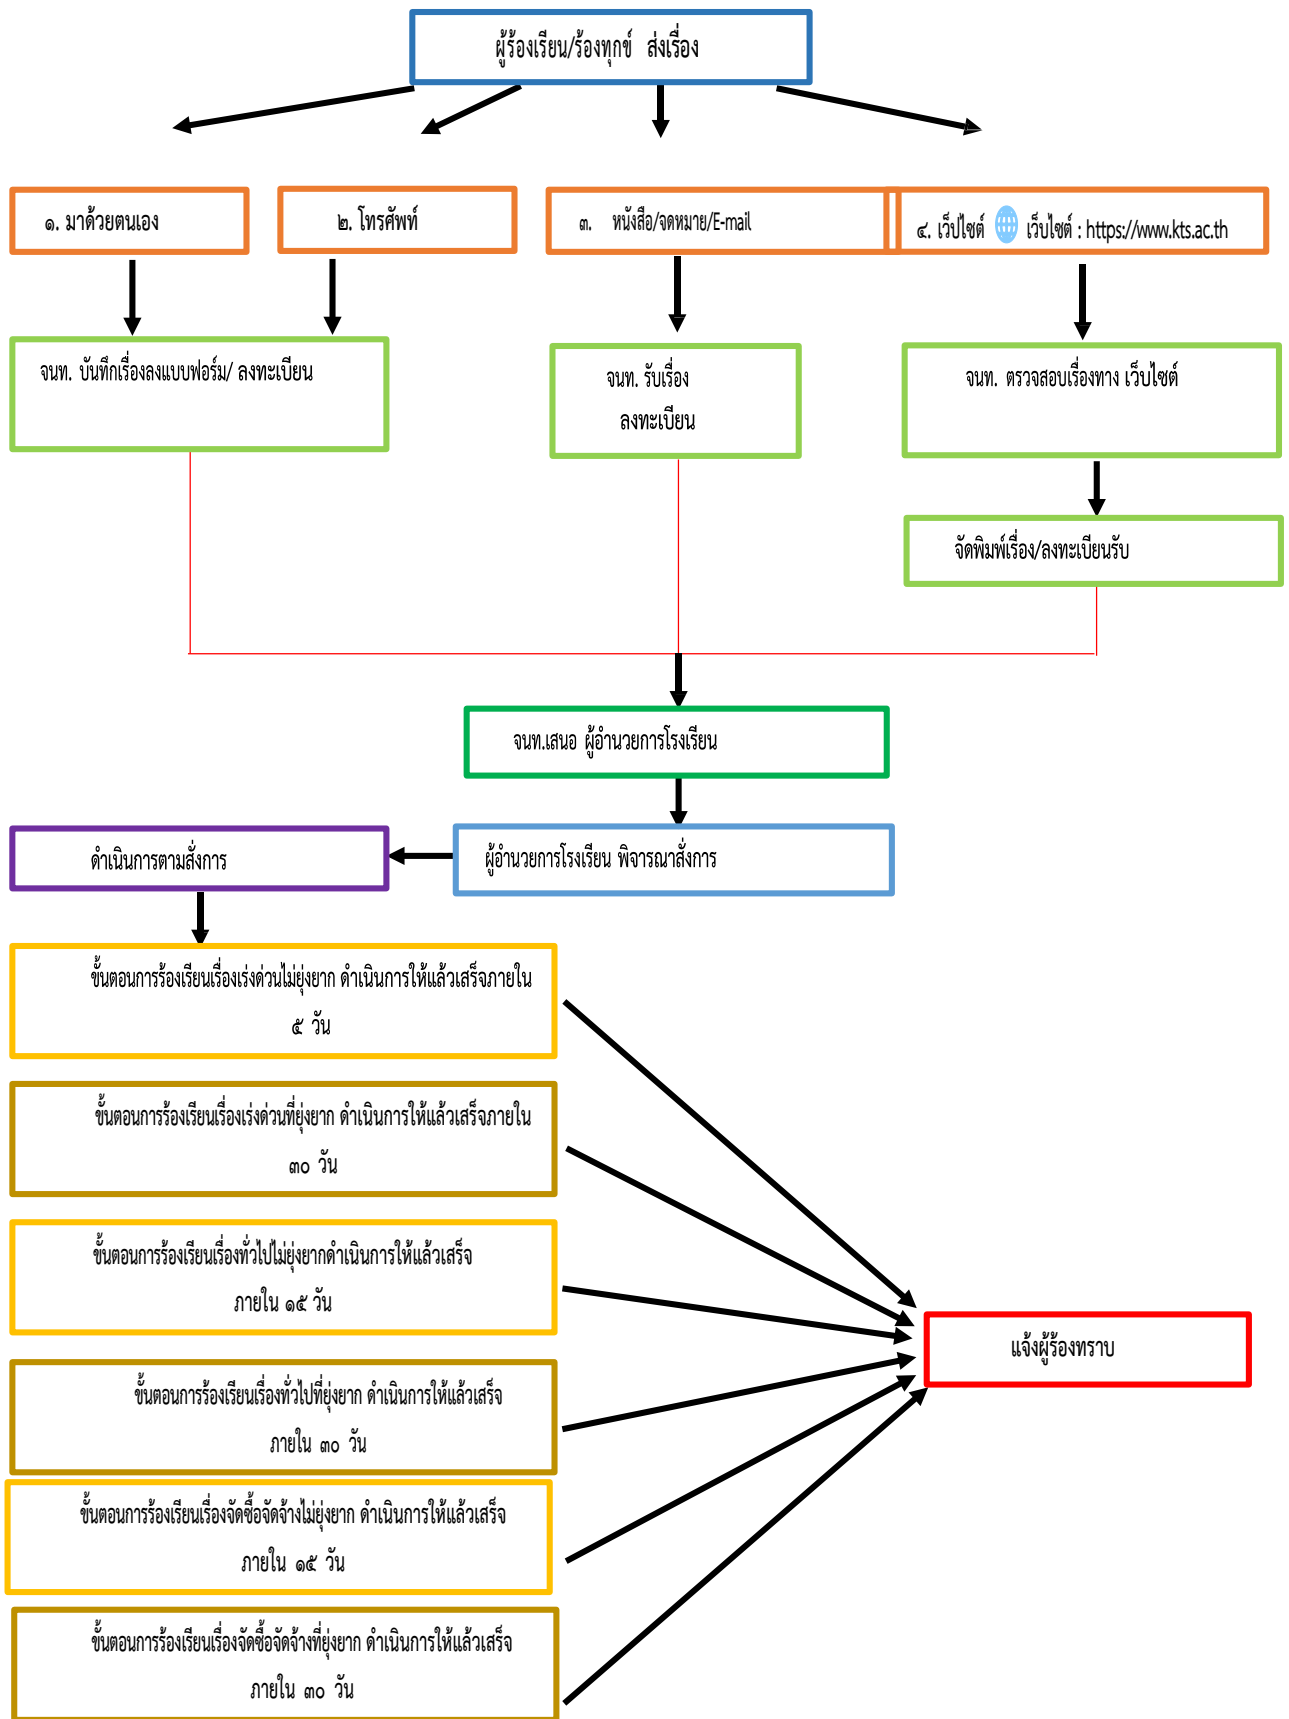 ผู้ร้องเรียน/ร้องทุกข์ ส่งเรื่อง
๑. มาด้วยตนเอง
๒. โทรศัพท์
๓. หนังสือ/จดหมาย/E-mail
๔. เว็ปไซต์ เว็บไซต์ : https://www.kts.ac.th
จนท. บันทึกเรื่องลงแบบฟอร์ม/ ลงทะเบียน
จนท. รับเรื่อง
ลงทะเบียน
จนท. ตรวจสอบเรื่องทาง เว็บไซต์
จัดพิมพ์เรื่อง/ลงทะเบียนรับ
จนท.เสนอ ผู้อำนวยการโรงเรียน
ผู้อำนวยการโรงเรียน พิจารณาสั่งการ
ดำเนินการตามสั่งการ
ขั้นตอนการร้องเรียนเรื่องเร่งด่วนไม่ยุ่งยาก ดำเนินการให้แล้วเสร็จภายใน
๕ วัน
ขั้นตอนการร้องเรียนเรื่องเร่งด่วนที่ยุ่งยาก ดำเนินการให้แล้วเสร็จภายใน
๓๐ วัน
ขั้นตอนการร้องเรียนเรื่องทั่วไปไม่ยุ่งยากดำเนินการให้แล้วเสร็จ
ภายใน ๑๕ วัน
ขั้นตอนการร้องเรียนเรื่องทั่วไปที่ยุ่งยาก ดำเนินการให้แล้วเสร็จ
ภายใน ๓๐ วัน
ขั้นตอนการร้องเรียนเรื่องจัดซื้อจัดจ้างไม่ยุ่งยาก ดำเนินการให้แล้วเสร็จ
ภายใน ๑๕ วัน
ขั้นตอนการร้องเรียนเรื่องจัดซื้อจัดจ้างที่ยุ่งยาก ดำเนินการให้แล้วเสร็จ
ภายใน ๓๐ วัน
แจ้งผู้ร้องทราบ